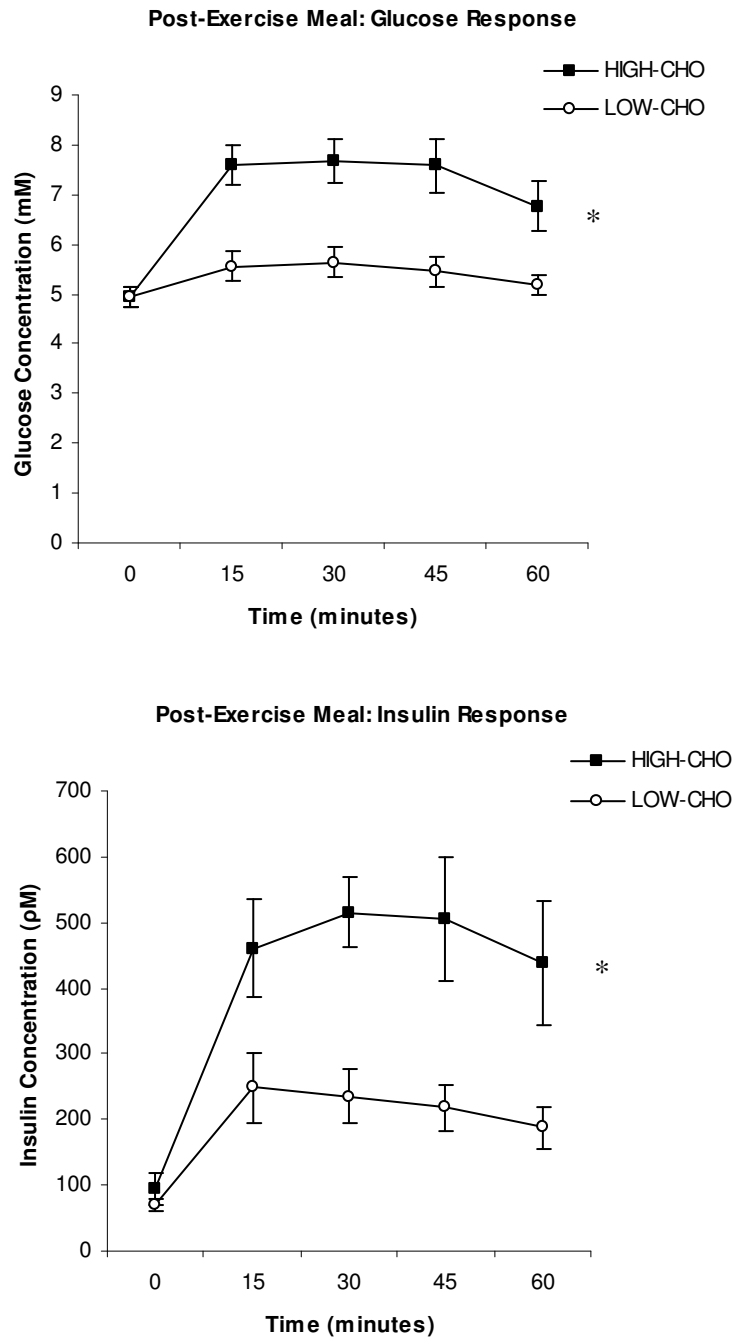 Post-Exercise Meal: Glucose Response
HIGH-CHO
LOW-CHO
Glucose Concentration (mM)
9
8
7
6
5
4
3
2
1
0
*
0 15 30 45 60
Time (minutes)
Post-Exercise Meal: Insulin Response
HIGH-CHO
LOW-CHO
Insulin Concentration (ρM)
700
600
500
400
300
200
100
0
*
0 15 30 45 60
Time (minutes)